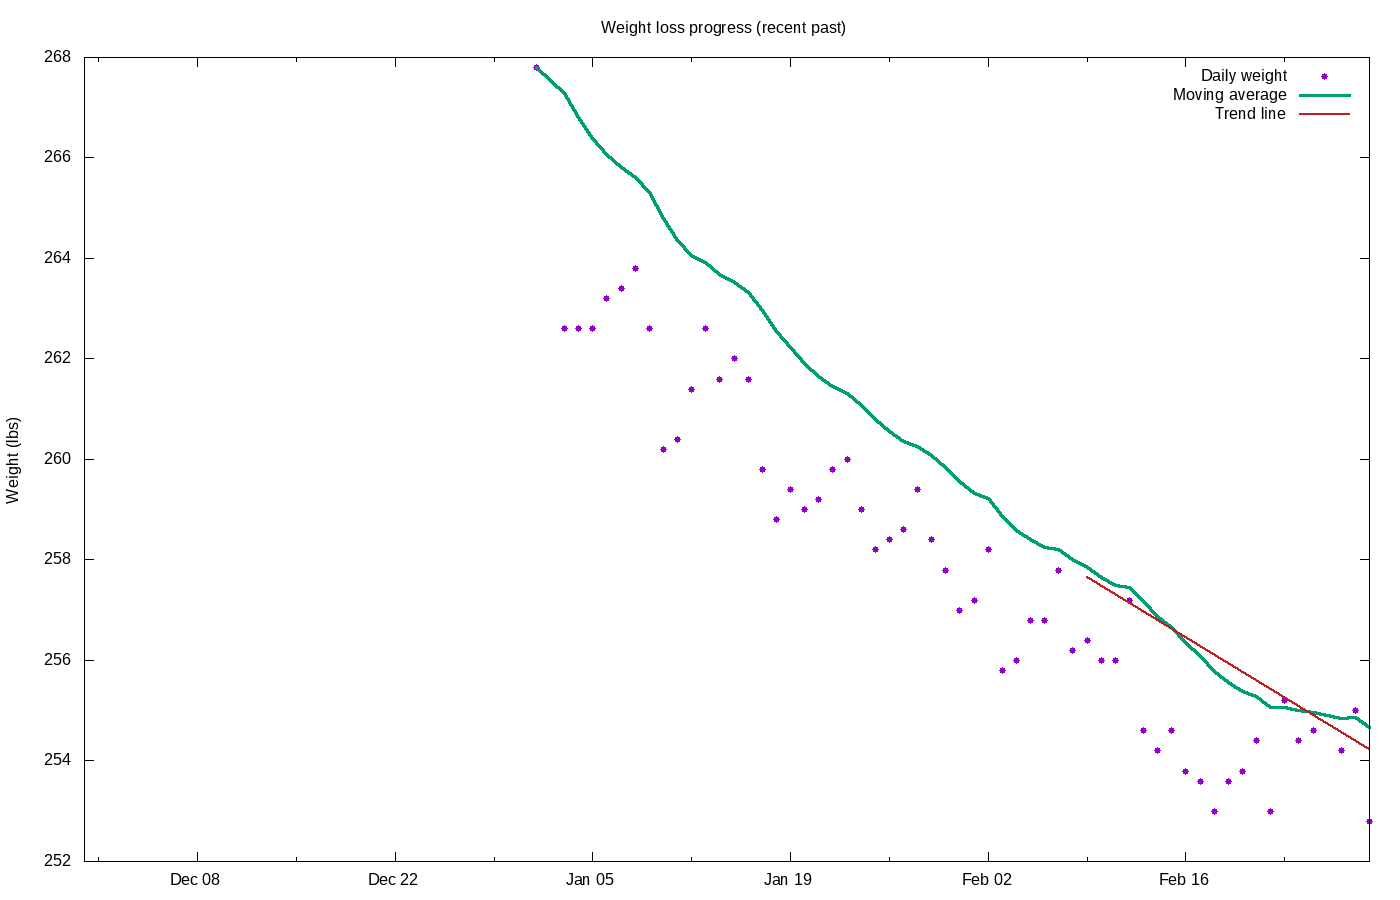 Weight loss progress (recent past)
268
266
264
262
260
258
256
254
252
Weight (lbs)
Daily weight
Moving average
Trend line
Dec 08
Dec 22
Jan 05
Jan 19
Feb 02
Feb 16